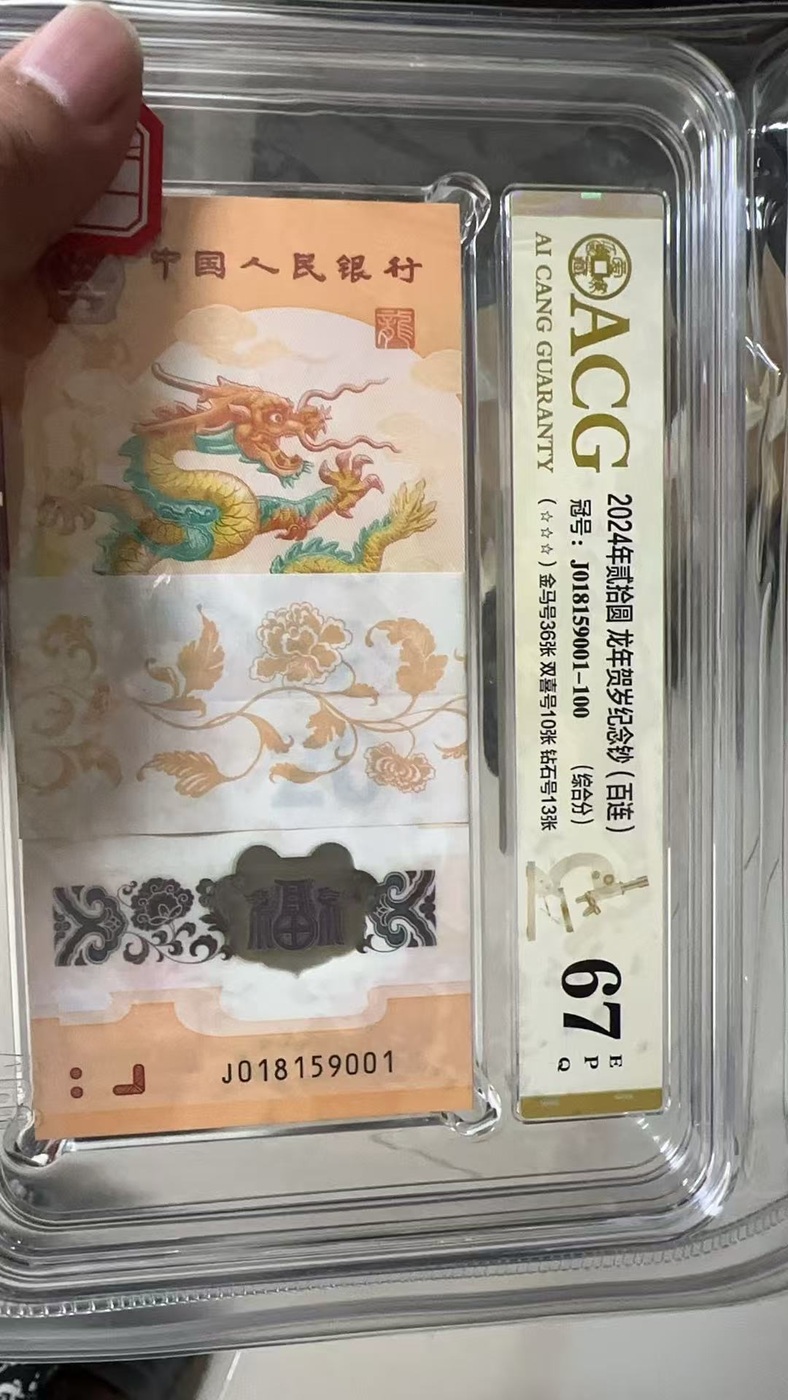 中国人民银行
龍
福
J018159001
ACG
AI CANG GUARANTY
2024年贰拾圆 龙年贺岁纪念钞（百连）
冠号：J018159001-100 （综合分）
（☆☆☆）金马号36张 双喜号10张 钻石号13张
67
E
P
Q